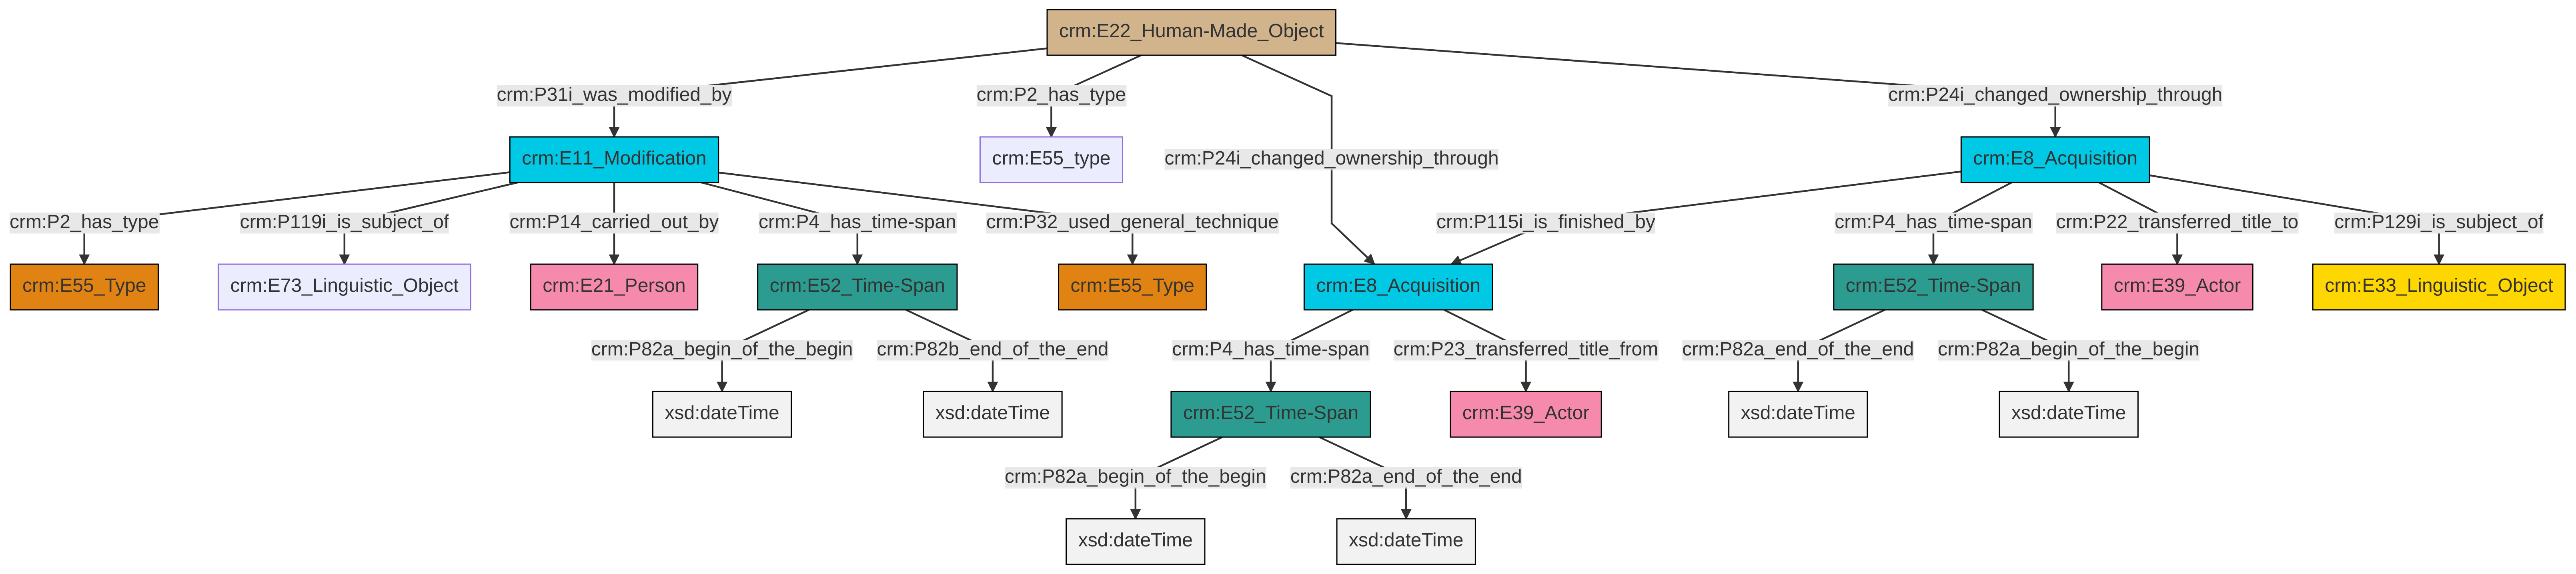 crm:E22_Human-Made_Object
crm:P31i_was_modified_by
crm:P2_has_type
crm:P24i_changed_ownership_through
crm:E11_Modification
crm:E55_type
crm:P24i_changed_ownership_through
crm:E8_Acquisition
crm:P2_has_type
crm:P119i_is_subject_of
crm:P14_carried_out_by
crm:P4_has_time-span
crm:P32_used_general_technique
crm:P115i_is_finished_by
crm:P4_has_time-span
crm:P22_transferred_title_to
crm:P129i_is_subject_of
crm:E55_Type
crm:E73_Linguistic_Object
crm:E21_Person
crm:E52_Time-Span
crm:E55_Type
crm:E8_Acquisition
crm:E52_Time-Span
crm:E39_Actor
crm:E33_Linguistic_Object
crm:P82a_begin_of_the_begin
crm:P82b_end_of_the_end
crm:P4_has_time-span
crm:P23_transferred_title_from
crm:P82a_end_of_the_end
crm:P82a_begin_of_the_begin
xsd:dateTime
xsd:dateTime
crm:E52_Time-Span
crm:E39_Actor
xsd:dateTime
xsd:dateTime
crm:P82a_begin_of_the_begin
crm:P82a_end_of_the_end
xsd:dateTime
xsd:dateTime